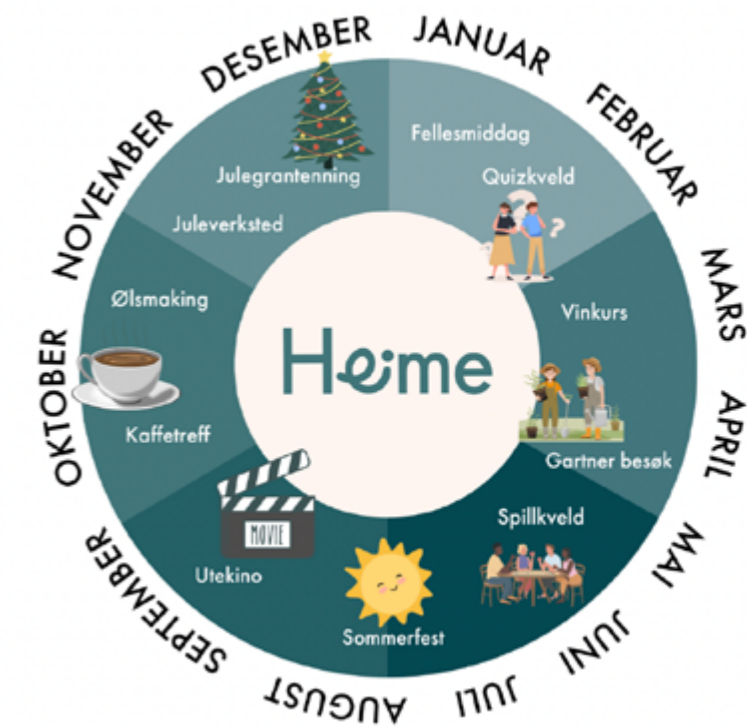 JANUAR
FEBRUAR
MARS
APRIL
MAI
JUNI
JULI
AUGUST
SEPTEMBER
OKTOBER
NOVEMBER
DESEMBER
Fellesmiddag
Quizkveld
Vinkurs
Gartner besøk
Spillkveld
Sommerfest
Utekino
MOVIE
Kaffetreff
Ølsmaking
Juleverksted
Julegrantenning
Heime